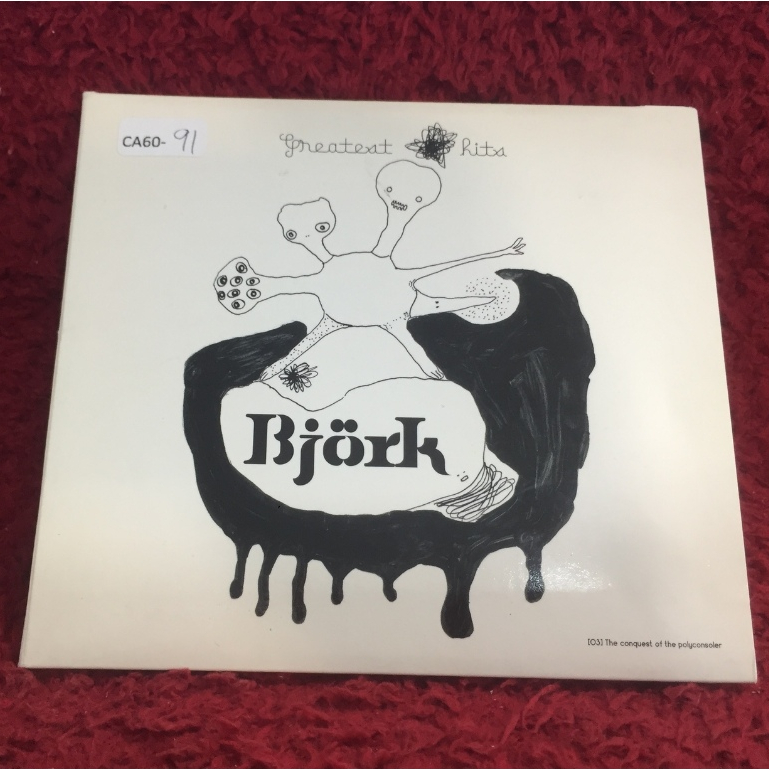 CA60-91
Greatest hits
Björk
[03] The conquest of the polyconsoler